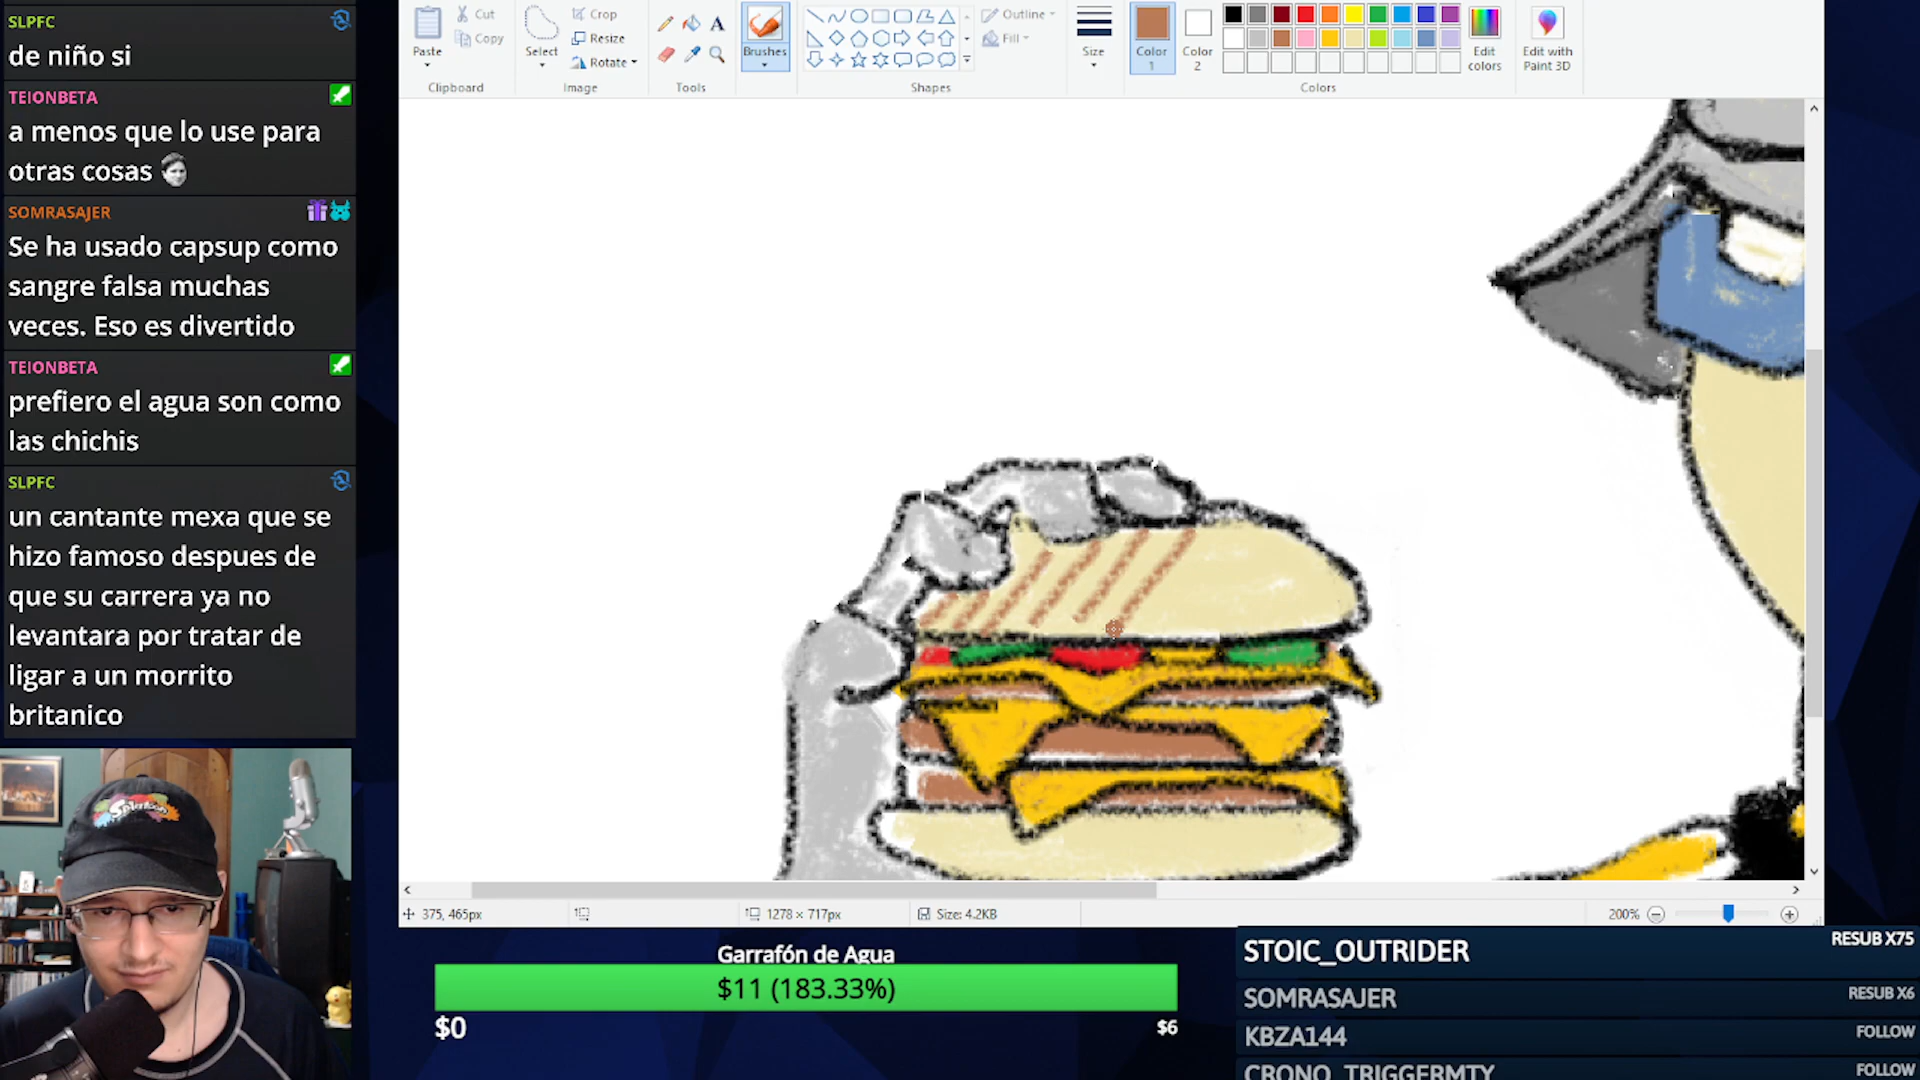 SLPFC
de niño si
TEIONBETA
a menos que lo use para
otras cosas
SOMRASAJER
Se ha usado capsup como
sangre falsa muchas
veces. Eso es divertido
TEIONBETA
prefiero el agua son como
las chichis
SLPFC
un cantante mexa que se
hizo famoso despues de
que su carrera ya no
levantara por tratar de
ligar a un morrito
britanico
Paste
Cut
Copy
Clipboard
Select
Crop
Resize
Rotate
Image
A
Tools
Brushes
Shapes
Outline
Fill
Size
Color
1
Color
2
Colors
Edit
colors
Edit with
Paint 3D
375, 465px
1278 × 717px
Size: 4.2KB
200%
Garrafón de Agua
$11 (183.33%)
$0
$6
STOIC_OUTRIDER
RESUB X75
SOMRASAJER
RESUB X6
KBZA144
FOLLOW
CRONO_TRIGGERMTY
FOLLOW